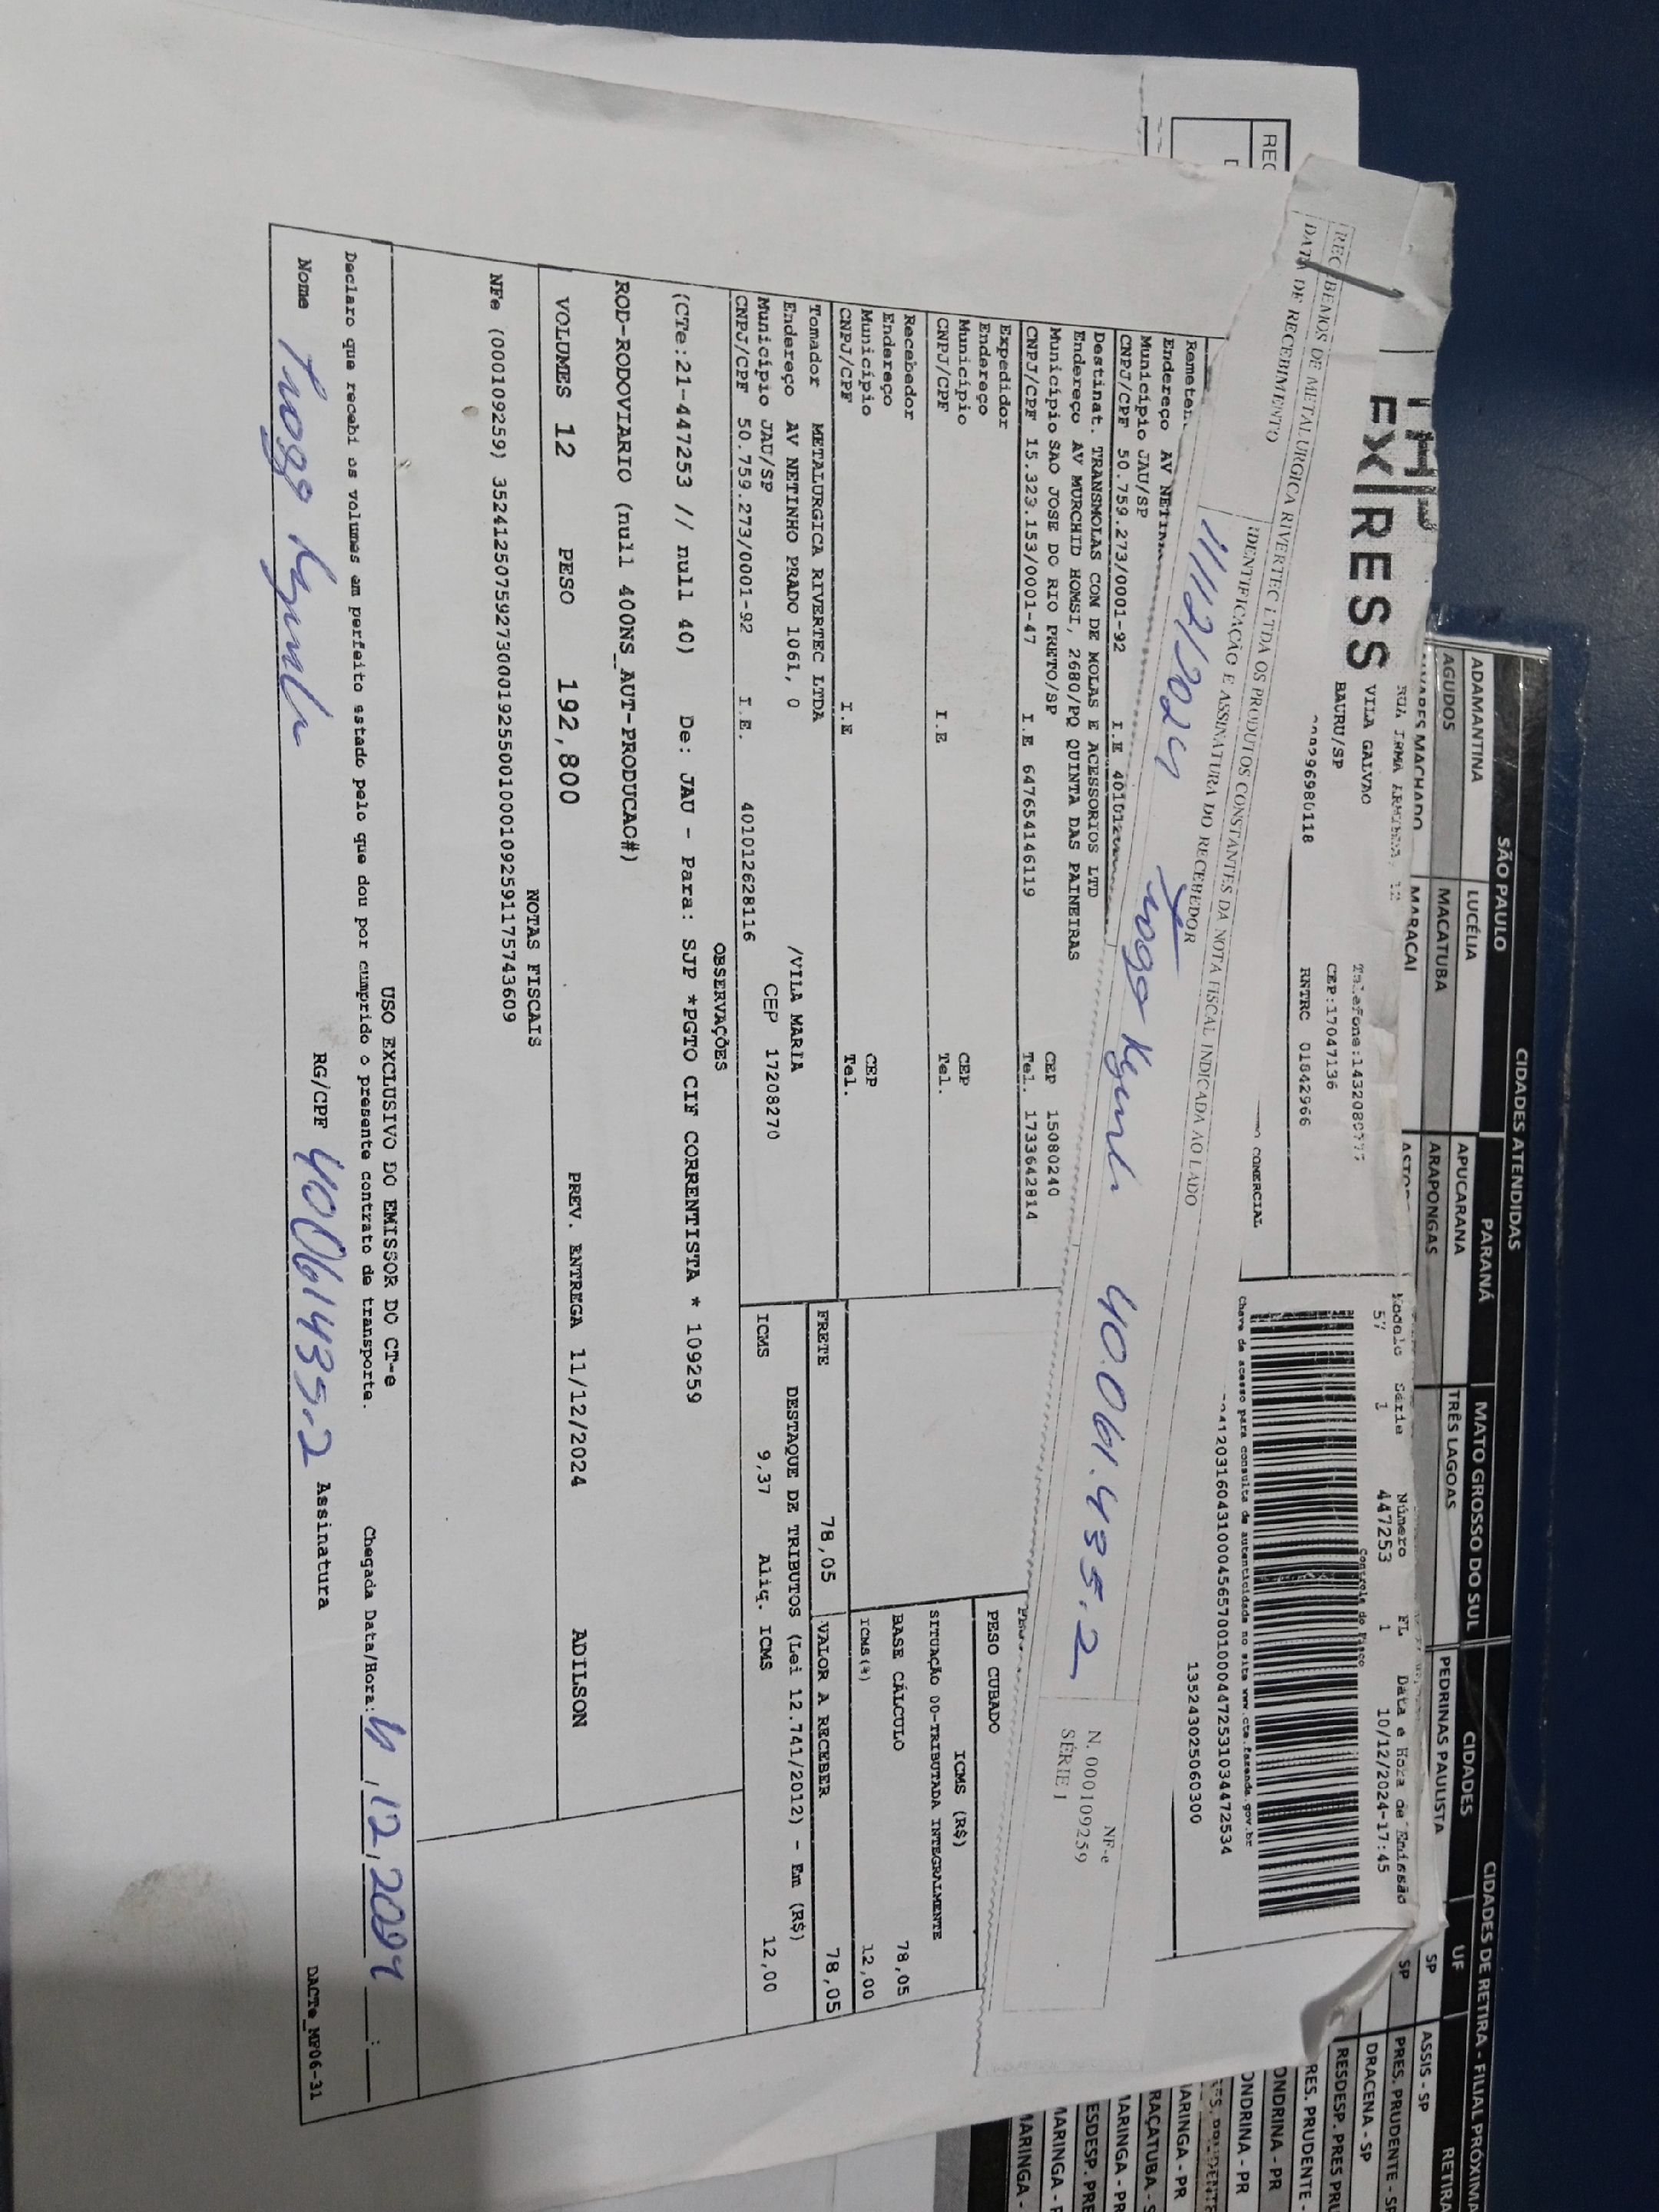 CIDADES ATENDIDAS
SÃO PAULO PARANÁ MATO GROSSO DO SUL CIDADES CIDADES DE RETIRA - FILIAL PRÓXIMA
ADAMANTINA LUCÉLIA APUCARANA TRÊS LAGOAS PEDRINAS PAULISTA UF RETIRA
AGUDOS MACATUBA ARAPONGAS SP ASSIS - SP
MARACAI SP PRES. PRUDENTE - SP
DRACENA - SP
EXPRESS
VILA GALVAO
BAURU/SP
CEP:17047136
RNTRC 01842966
COMERCIAL
Modelo Série Número FL Data e Hora de Emissão
57 1 447253 1 10/12/2024-17:45
Controle do Fisco
Chave de acesso para consulta de autenticidade no site www.cte.fazenda.gov.br
135243025060300
RECEBEMOS DE METALURGICA RIVERTEC LTDA OS PRODUTOS CONSTANTES DA NOTA FISCAL INDICADA AO LADO
DATA DE RECEBIMENTO IDENTIFICAÇÃO E ASSINATURA DO RECEBEDOR
11/12/2024 40.061.435.2
NF-e
N. 000109259
SÉRIE 1
Endereço AV
Município JAU/SP
CNPJ/CPF 50.759.273/0001-92 I.E
Destinat. TRANSMOLAS COM DE MOLAS E ACESSORIOS LTD
Endereço AV MURCHID HOMSI, 2680/PQ QUINTA DAS PAINEIRAS
Município SAO JOSE DO RIO PRETO/SP CEP 15080240
CNPJ/CPF 15.323.153/0001-47 I.E 647654146119 Tel. 1733642814
Expedidor
Endereço
Município CEP
CNPJ/CPF I.E Tel.
Recebedor
Endereço
Município CEP
CNPJ/CPF I.E Tel.
PESO CUBADO
ICMS (R$)
SITUAÇÃO 00-TRIBUTADA INTEGRALMENTE
BASE CÁLCULO 78,05
ICMS(%) 12,00
Tomador METALURGICA RIVERTEC LTDA
Endereço AV NETINHO PRADO 1061, 0 /VILA MARIA
Município JAU/SP CEP 17208270
CNPJ/CPF 50.759.273/0001-92 I.E. 401012628116
FRETE 78,05 VALOR A RECEBER 78,05
DESTAQUE DE TRIBUTOS (Lei 12.741/2012) - Em (R$)
ICMS 9,37 Aliq. ICMS 12,00
OBSERVAÇÕES
(CTe:21-447253 // null 40) De: JAU - Para: SJP *PGTO CIF CORRENTISTA * 109259
ROD-RODOVIARIO (null 400NS_AUT-PRODUCAO#)
VOLUMES 12 PESO 192,800 PREV. ENTREGA 11/12/2024 ADILSON
NOTAS FISCAIS
NFe (000109259) 35241250759273000192550010001092591175743609
USO EXCLUSIVO DO EMISSOR DO CT-e
Declaro que recebi os volumes em perfeito estado pelo que dou por cumprido o presente contrato de transporte. Chegada Data/Hora: 11/12/2024 :
Nome RG/CPF 40061435.2 Assinatura
DACTe_MF06-31